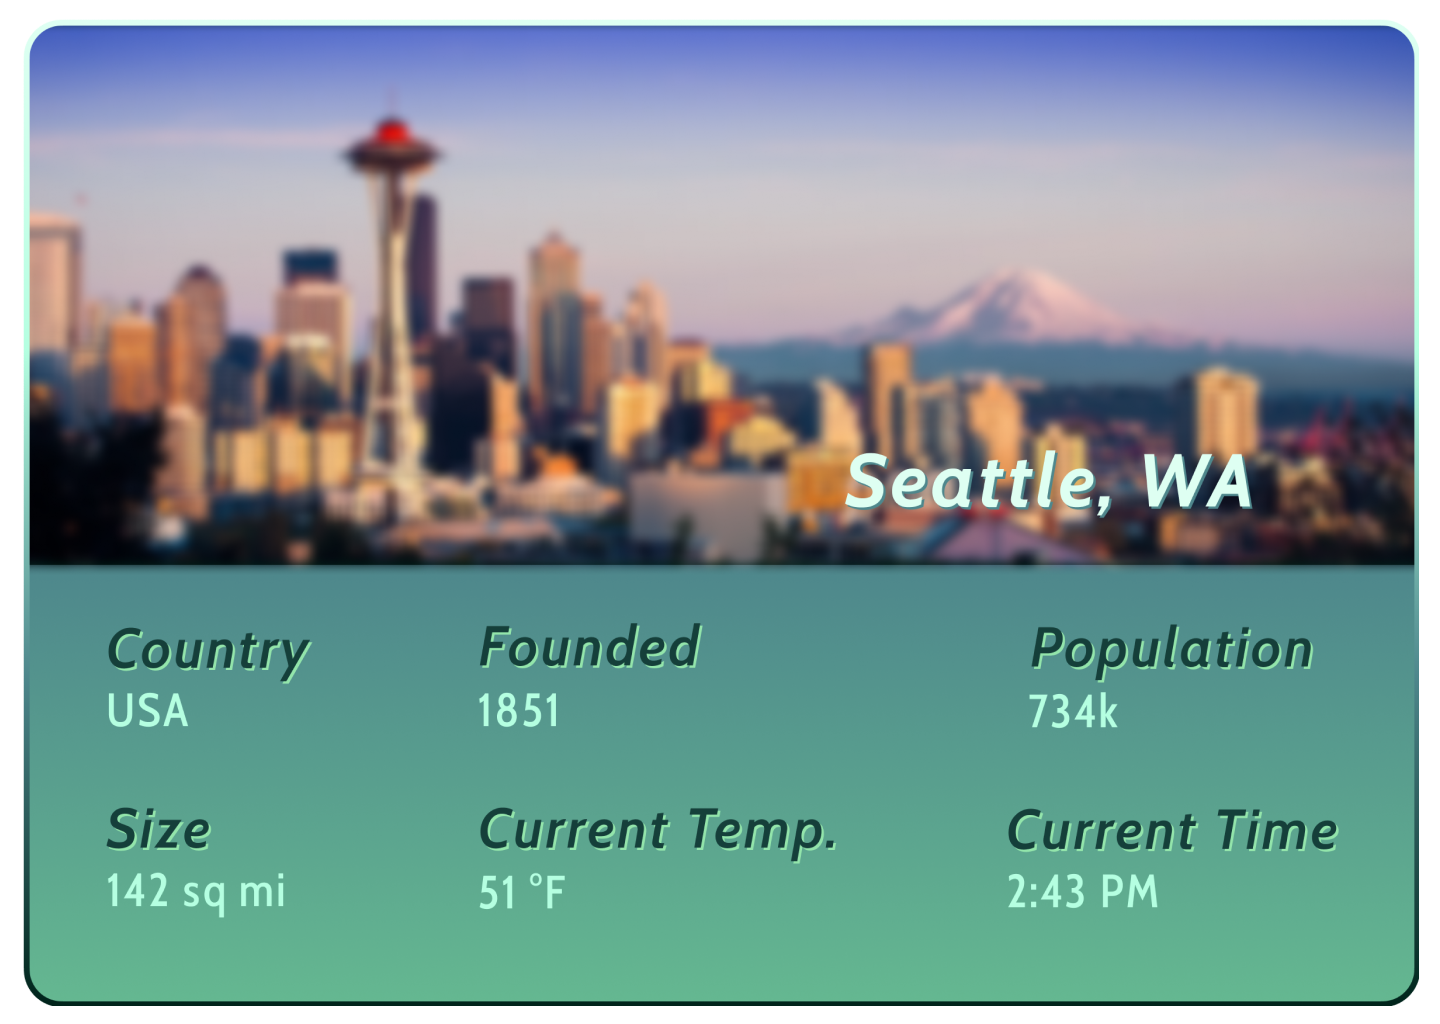 Seattle, WA
Country
USA
Founded
1851
Population
734k
Size
142 sq mi
Current Temp.
51 °F
Current Time
2:43 PM